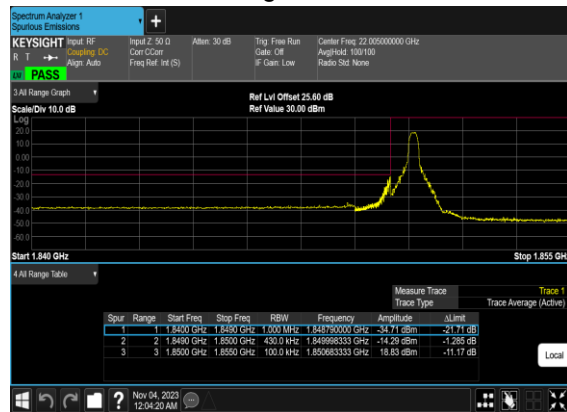 Spectrum Analyzer 1
Spurious Emissions
+
KEYSIGHT Input: RF Input Z: 50 Ω Atten: 30 dB Trig: Free Run Center Freq: 22.005000000 GHz
R T Coupling: DC Corr CCorr Gate: Off Avg|Hold: 100/100
Align: Auto Freq Ref: Int (S) IF Gain: Low Radio Std: None
PASS
3 All Range Graph
Ref Lvl Offset 25.60 dB
Scale/Div 10.0 dB Ref Value 30.00 dBm
Log
20.0
10.0
0.00
-10.0
-20.0
-30.0
-40.0
-50.0
-60.0
Start 1.840 GHz Stop 1.855 GH
4 All Range Table
Measure Trace Trace 1
Trace Type Trace Average (Active)
Spur Range Start Freq Stop Freq RBW Frequency Amplitude ΔLimit
1 1 1.8400 GHz 1.8490 GHz 1.000 MHz 1.848790000 GHz -34.71 dBm -21.71 dB
2 2 1.8490 GHz 1.8500 GHz 430.0 kHz 1.849998333 GHz -14.29 dBm -1.285 dB
3 3 1.8500 GHz 1.8550 GHz 100.0 kHz 1.850683333 GHz 18.83 dBm -11.17 dB
Local
?
Nov 04, 2023
12:04:20 AM